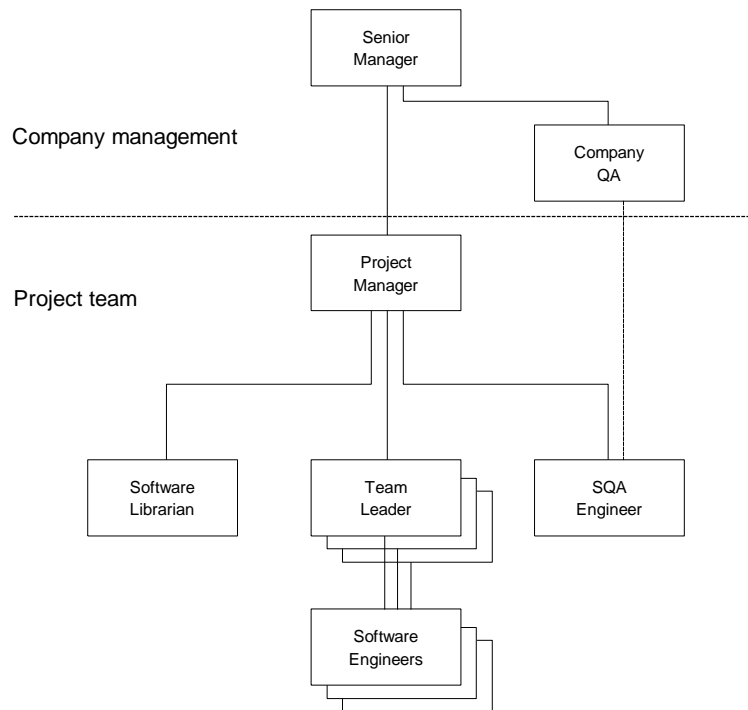 Senior
Manager
Company management
Company
QA
Project
Manager
Project team
Software
Librarian
Team
Leader
SQA
Engineer
Software
Engineers